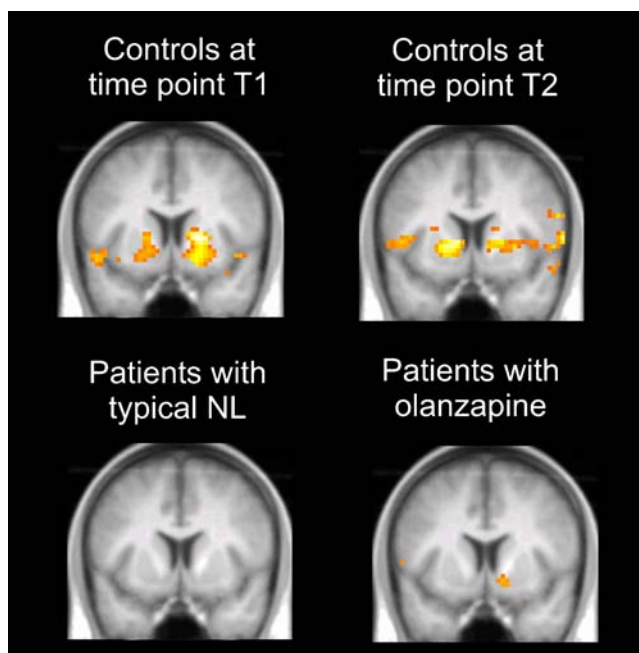 Controls at
time point T1
Controls at
time point T2
Patients with
typical NL
Patients with
olanzapine